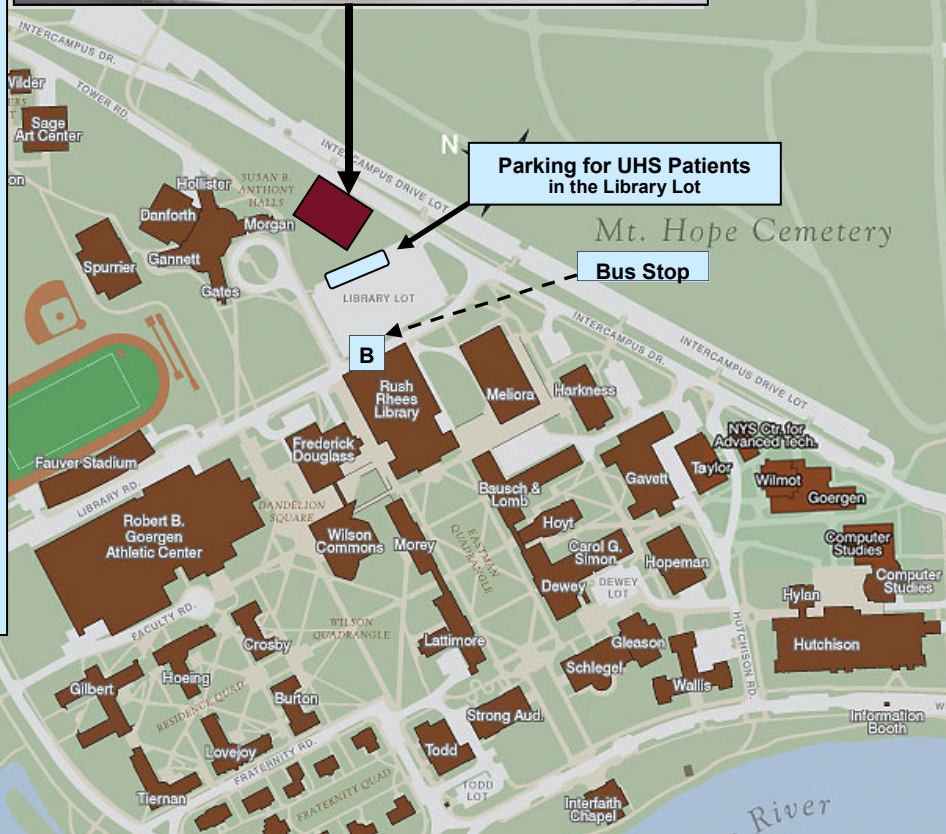 INTERCAMPUS DR.
TOWER RD.
Wilder
Sage
Art Center
on
Hollister
SUSAN B.
ANTHONY
HALLS
Danforth
Morgan
Gannett
Spurrier
Gates
INTERCAMPUS DRIVE LOT
N
Parking for UHS Patients
in the Library Lot
Mt. Hope Cemetery
Bus Stop
LIBRARY LOT
B
INTERCAMPUS DR.
INTERCAMPUS DRIVE LOT
Rush
Rhees
Library
Meliora
Harkness
Frederick
Douglass
Fauver Stadium
LIBRARY RD.
NYS Ctr. for
Advanced Tech.
Taylor
Gavett
Wilmot
Goergen
Bausch &
Lomb
DANDELION
SQUARE
Robert B.
Goergen
Athletic Center
Wilson
Commons
Morey
EASTMAN
QUADRANGLE
Hoyt
Carol G.
Simon
Hopeman
Computer
Studies
Computer
Studies
Dewey
DEWEY
LOT
Hylan
HUTCHISON RD.
FACULTY RD.
WILSON
QUADRANGLE
Crosby
Lattimore
Gleason
Schlegel
Hutchison
Wallis
Gilbert
Hoeing
RESIDENCE QUAD
Burton
Strong Aud.
Information
Booth
W
Lovejoy
FRATERNITY RD.
Todd
Tiernan
FRATERNITY QUAD
TODD
LOT
Interfaith
Chapel
River